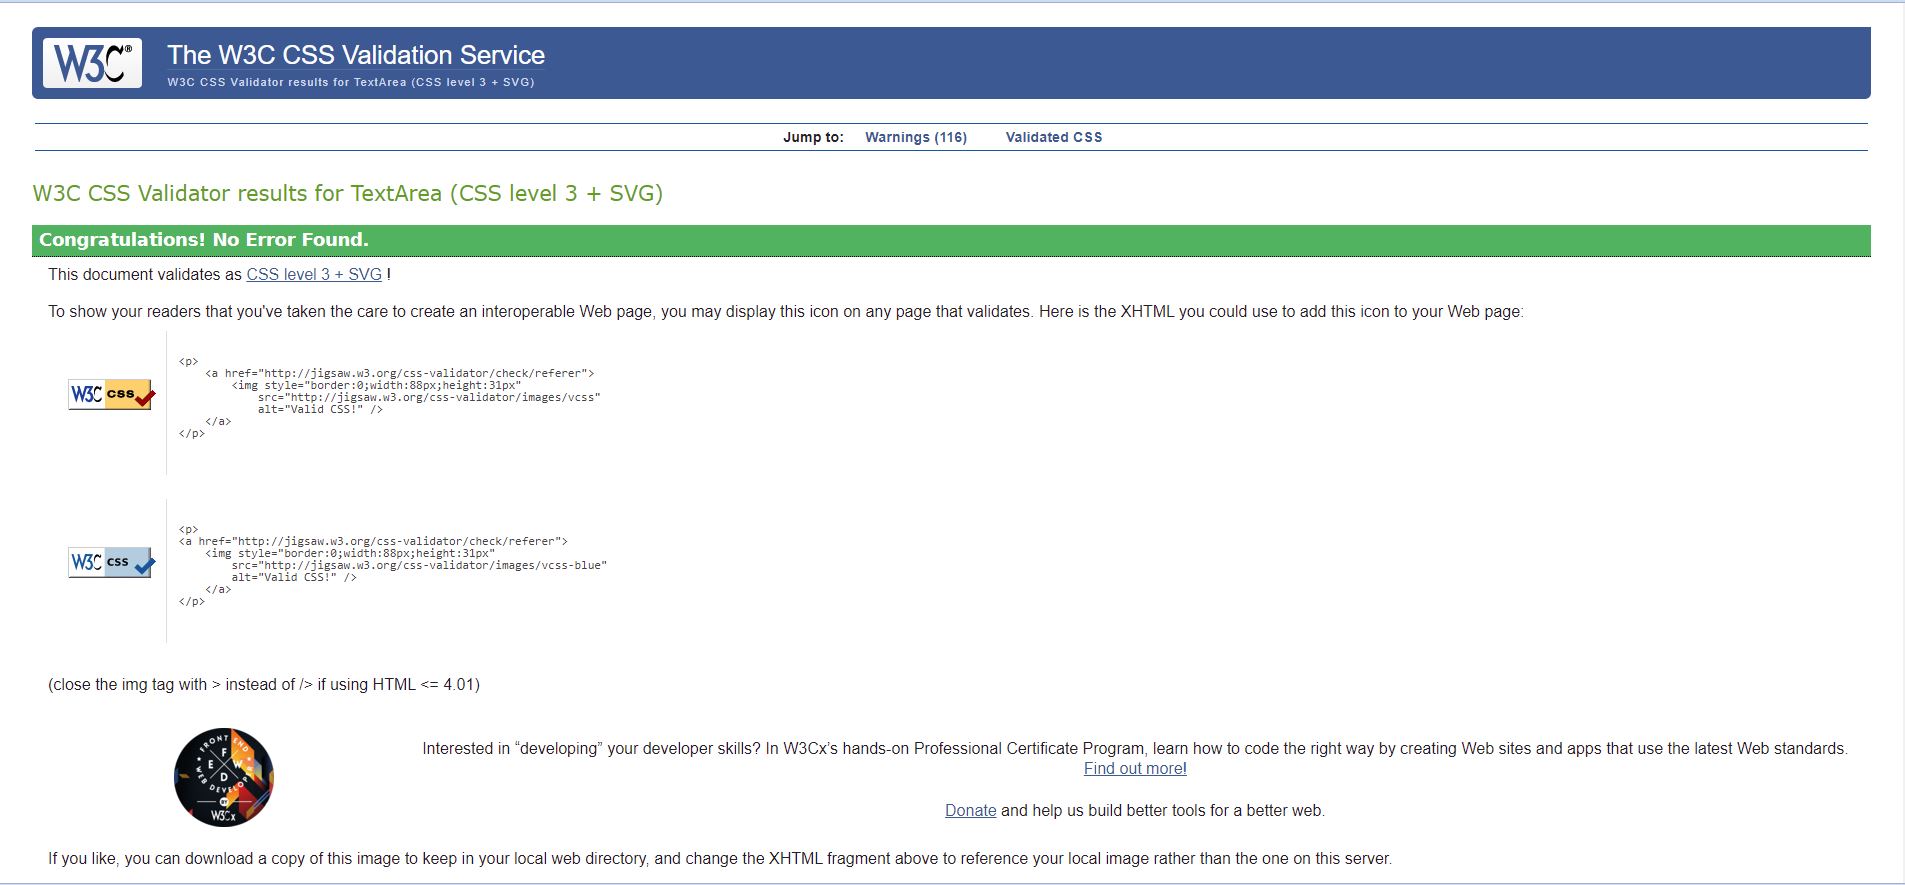 W3C®
The W3C CSS Validation Service
W3C CSS Validator results for TextArea (CSS level 3 + SVG)
Jump to: Warnings (116) Validated CSS
W3C CSS Validator results for TextArea (CSS level 3 + SVG)
Congratulations! No Error Found.
This document validates as CSS level 3 + SVG !
To show your readers that you've taken the care to create an interoperable Web page, you may display this icon on any page that validates. Here is the XHTML you could use to add this icon to your Web page:
W3C css
<p>
<a href="http://jigsaw.w3.org/css-validator/check/referer">
<img style="border:0;width:88px;height:31px"
src="http://jigsaw.w3.org/css-validator/images/vcss"
alt="Valid CSS!" />
</a>
</p>
W3C css
<p>
<a href="http://jigsaw.w3.org/css-validator/check/referer">
<img style="border:0;width:88px;height:31px"
src="http://jigsaw.w3.org/css-validator/images/vcss-blue"
alt="Valid CSS!" />
</a>
</p>
(close the img tag with > instead of /> if using HTML <= 4.01)
FRONT END
F E W D
WEB DEVELOPER
BY
W3Cx
Interested in “developing” your developer skills? In W3Cx’s hands-on Professional Certificate Program, learn how to code the right way by creating Web sites and apps that use the latest Web standards.
Find out more!
Donate and help us build better tools for a better web.
If you like, you can download a copy of this image to keep in your local web directory, and change the XHTML fragment above to reference your local image rather than the one on this server.